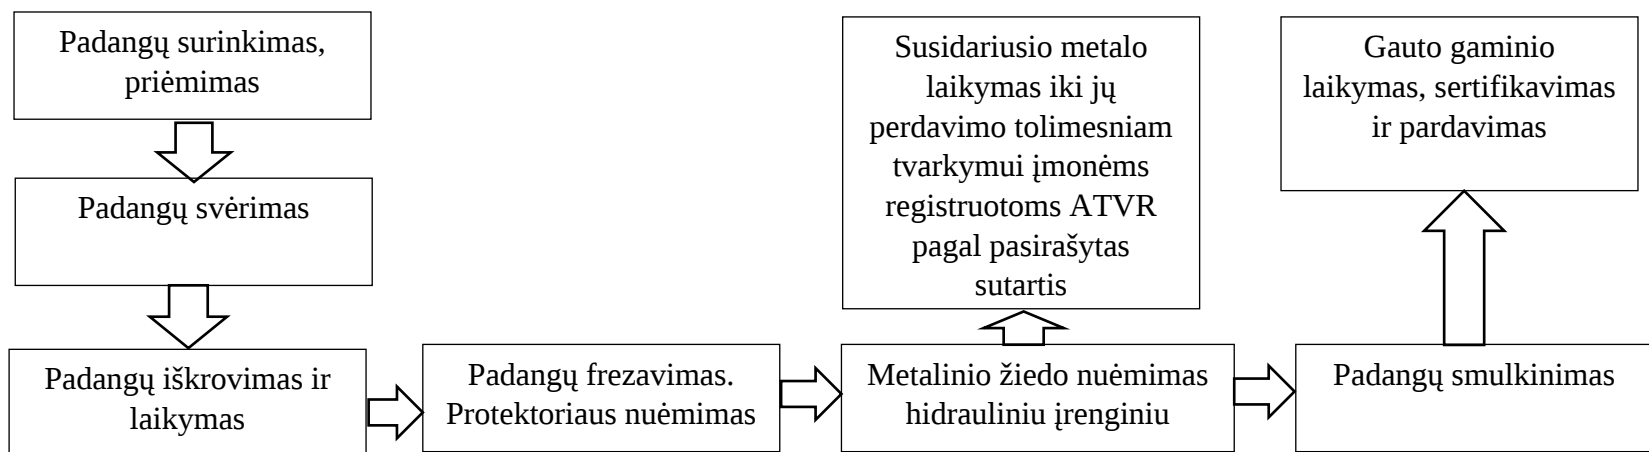 Padangų surinkimas,
priėmimas
Padangų svėrimas
Padangų iškrovimas ir
laikymas
Padangų frezavimas.
Protektoriaus nuėmimas
Metalinio žiedo nuėmimas
hidrauliniu įrenginiu
Susidariusio metalo
laikymas iki jų
perdavimo tolimesniam
tvarkymui įmonėms
registruotoms ATVR
pagal pasirašytas
sutartis
Padangų smulkinimas
Gauto gaminio
laikymas, sertifikavimas
ir pardavimas